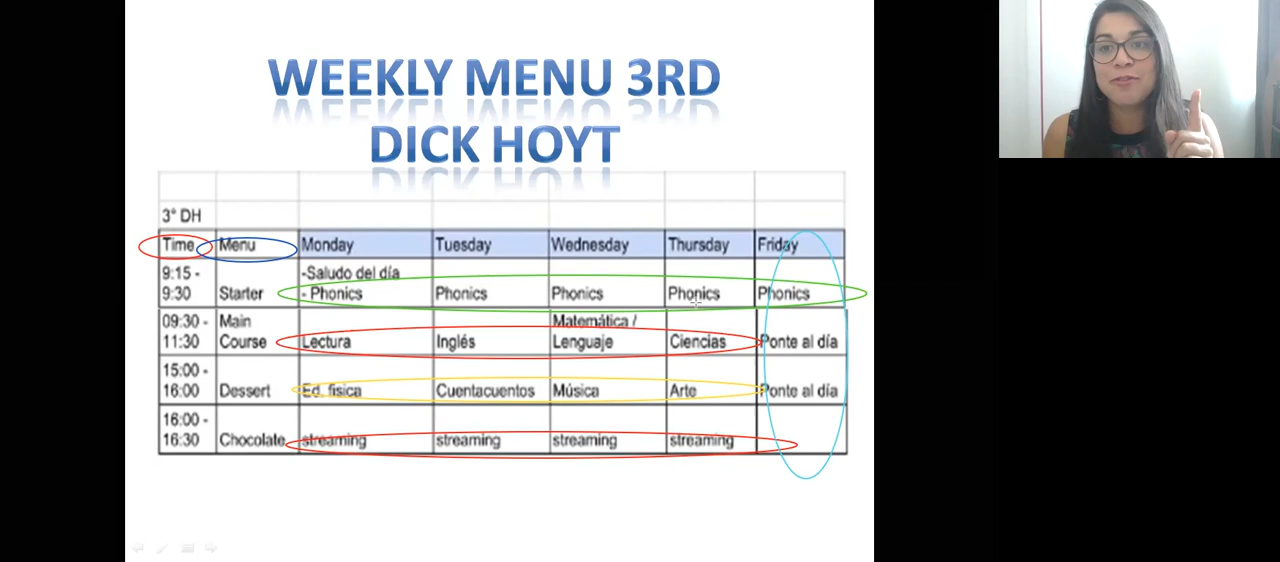 WEEKLY MENU 3RD
DICK HOYT
3° DH
Time Menu Monday Tuesday Wednesday Thursday Friday
9:15 - 9:30 Starter -Saludo del día - Phonics Phonics Phonics Phonics Phonics
09:30 - 11:30 Main Course Lectura Inglés Matemática / Lenguaje Ciencias Ponte al día
15:00 - 16:00 Dessert Ed. física Cuentacuentos Música Arte Ponte al día
16:00 - 16:30 Chocolate streaming streaming streaming streaming